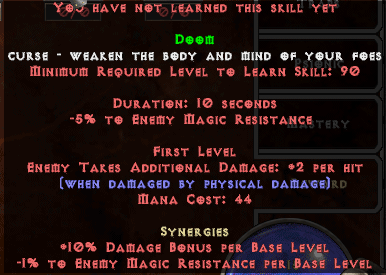 You have not learned this skill yet
Doom
curse - weaken the body and mind of your foes
Minimum Required Level to Learn Skill: 90
Duration: 10 seconds
-5% to Enemy Magic Resistance
Mastery
First Level
Enemy Takes Additional Damage: +2 per hit
(when damaged by physical damage)
Mana Cost: 44
Synergies
+10% Damage Bonus per Base Level
-1% to Enemy Magic Resistance per Base Level